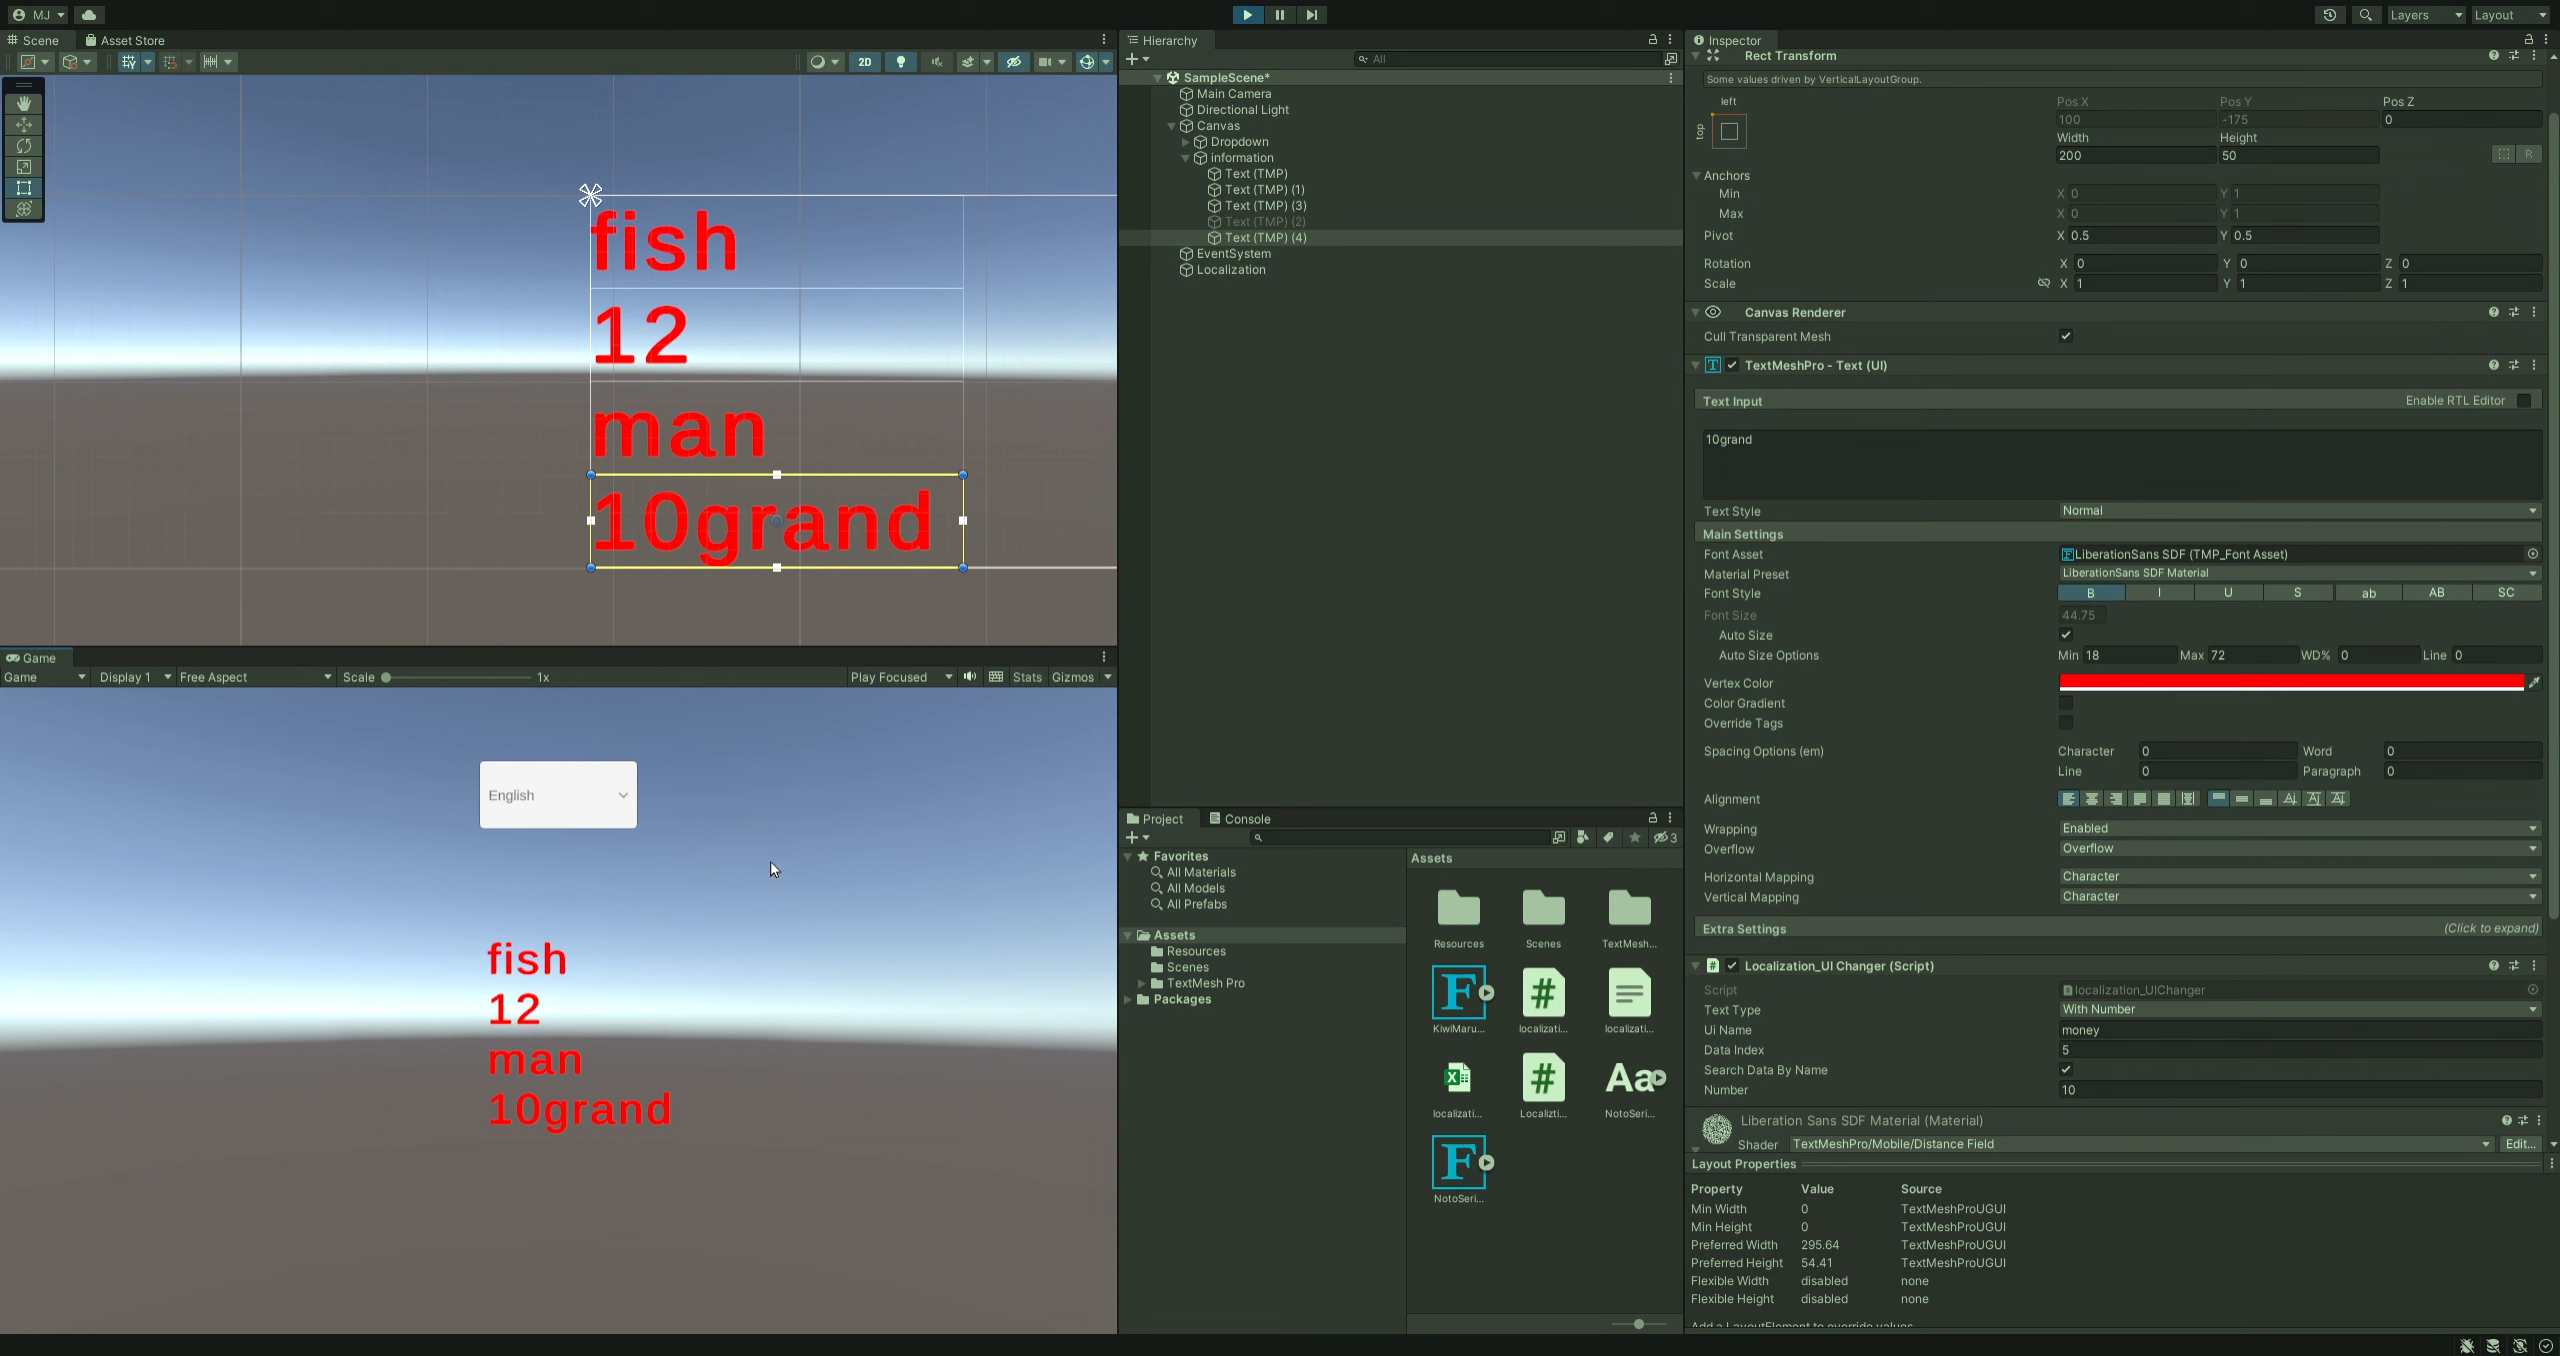 MJ
Layers
Layout
Scene
Asset Store
2D
fish
12
man
10grand
Game
Game
Display 1
Free Aspect
Scale
1x
Play Focused
Stats
Gizmos
English
fish
12
man
10grand
Hierarchy
All
SampleScene*
Main Camera
Directional Light
Canvas
Dropdown
information
Text (TMP)
Text (TMP) (1)
Text (TMP) (3)
Text (TMP) (2)
Text (TMP) (4)
EventSystem
Localization
Project
Console
3
Favorites
All Materials
All Models
All Prefabs
Assets
Resources
Scenes
TextMesh Pro
Packages
Assets
Resources
Scenes
TextMesh...
KiwiMaru...
localizati...
localizati...
localizati...
Localizti...
NotoSeri...
NotoSeri...
Inspector
Rect Transform
Some values driven by VerticalLayoutGroup.
left
top
Pos X
Pos Y
Pos Z
100
-175
0
Width
Height
200
50
R
Anchors
Min
X 0
Y 1
Max
X 0
Y 1
Pivot
X 0.5
Y 0.5
Rotation
X 0
Y 0
Z 0
Scale
X 1
Y 1
Z 1
Canvas Renderer
Cull Transparent Mesh
TextMeshPro - Text (UI)
Text Input
Enable RTL Editor
10grand
Text Style
Normal
Main Settings
Font Asset
LiberationSans SDF (TMP_Font Asset)
Material Preset
LiberationSans SDF Material
Font Style
B
I
U
S
ab
AB
SC
Font Size
44.75
Auto Size
Auto Size Options
Min 18
Max 72
WD% 0
Line 0
Vertex Color
Color Gradient
Override Tags
Spacing Options (em)
Character 0
Word 0
Line 0
Paragraph 0
Alignment
Wrapping
Enabled
Overflow
Overflow
Horizontal Mapping
Character
Vertical Mapping
Character
Extra Settings
(Click to expand)
Localization_UI Changer (Script)
Script
localization_UIChanger
Text Type
With Number
Ui Name
money
Data Index
5
Search Data By Name
Number
10
Liberation Sans SDF Material (Material)
Shader
TextMeshPro/Mobile/Distance Field
Edit...
Layout Properties
Property Value Source
Min Width 0 TextMeshProUGUI
Min Height 0 TextMeshProUGUI
Preferred Width 295.64 TextMeshProUGUI
Preferred Height 54.41 TextMeshProUGUI
Flexible Width disabled none
Flexible Height disabled none
Add a LayoutElement to override values